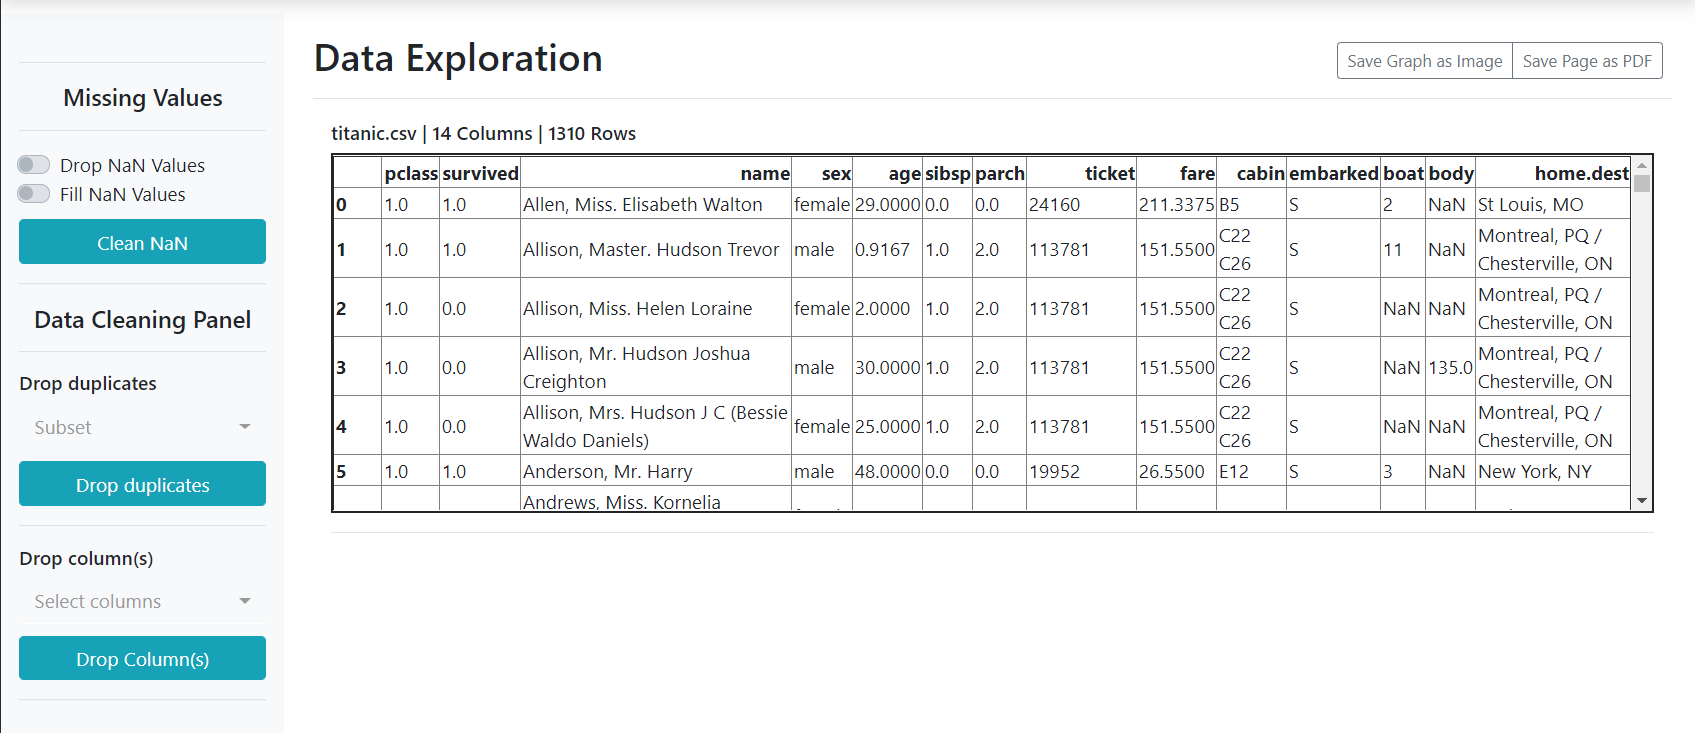 Missing Values
Drop NaN Values
Fill NaN Values
Clean NaN
Data Cleaning Panel
Drop duplicates
Subset
Drop duplicates
Drop column(s)
Select columns
Drop Column(s)
Data Exploration
Save Graph as Image Save Page as PDF
titanic.csv | 14 Columns | 1310 Rows
pclass survived name sex age sibsp parch ticket fare cabin embarked boat body home.dest
0 1.0 1.0 Allen, Miss. Elisabeth Walton female 29.0000 0.0 0.0 24160 211.3375 B5 S 2 NaN St Louis, MO
1 1.0 1.0 Allison, Master. Hudson Trevor male 0.9167 1.0 2.0 113781 151.5500 C22 C26 S 11 NaN Montreal, PQ / Chesterville, ON
2 1.0 0.0 Allison, Miss. Helen Loraine female 2.0000 1.0 2.0 113781 151.5500 C22 C26 S NaN NaN Montreal, PQ / Chesterville, ON
3 1.0 0.0 Allison, Mr. Hudson Joshua Creighton male 30.0000 1.0 2.0 113781 151.5500 C22 C26 S NaN 135.0 Montreal, PQ / Chesterville, ON
4 1.0 0.0 Allison, Mrs. Hudson J C (Bessie Waldo Daniels) female 25.0000 1.0 2.0 113781 151.5500 C22 C26 S NaN NaN Montreal, PQ / Chesterville, ON
5 1.0 1.0 Anderson, Mr. Harry male 48.0000 0.0 0.0 19952 26.5500 E12 S 3 NaN New York, NY
Andrews, Miss. Kornelia